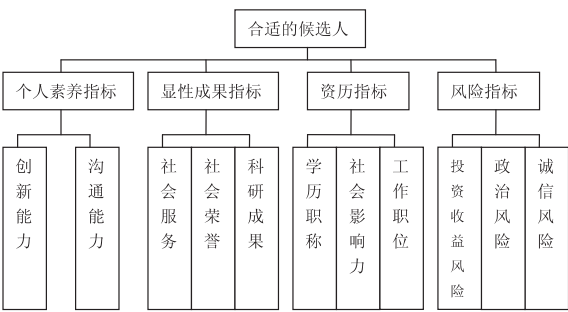 合适的候选人
个人素养指标
显性成果指标
资历指标
风险指标
创新能力
沟通能力
社会服务
社会荣誉
科研成果
学历职称
社会影响力
工作职位
投资收益风险
政治风险
诚信风险